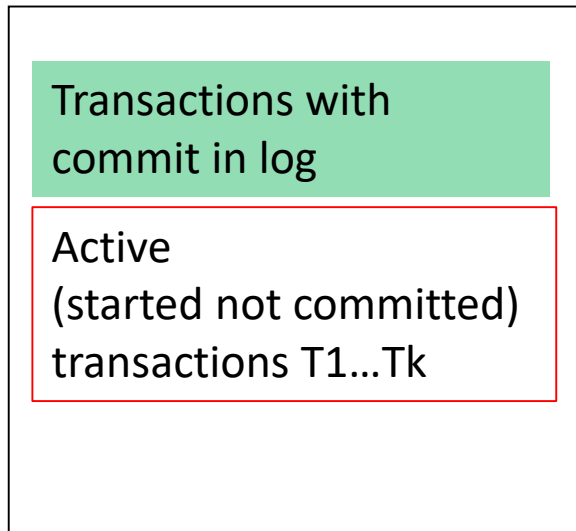 Transactions with
commit in log
Active
(started not committed)
transactions T1…Tk